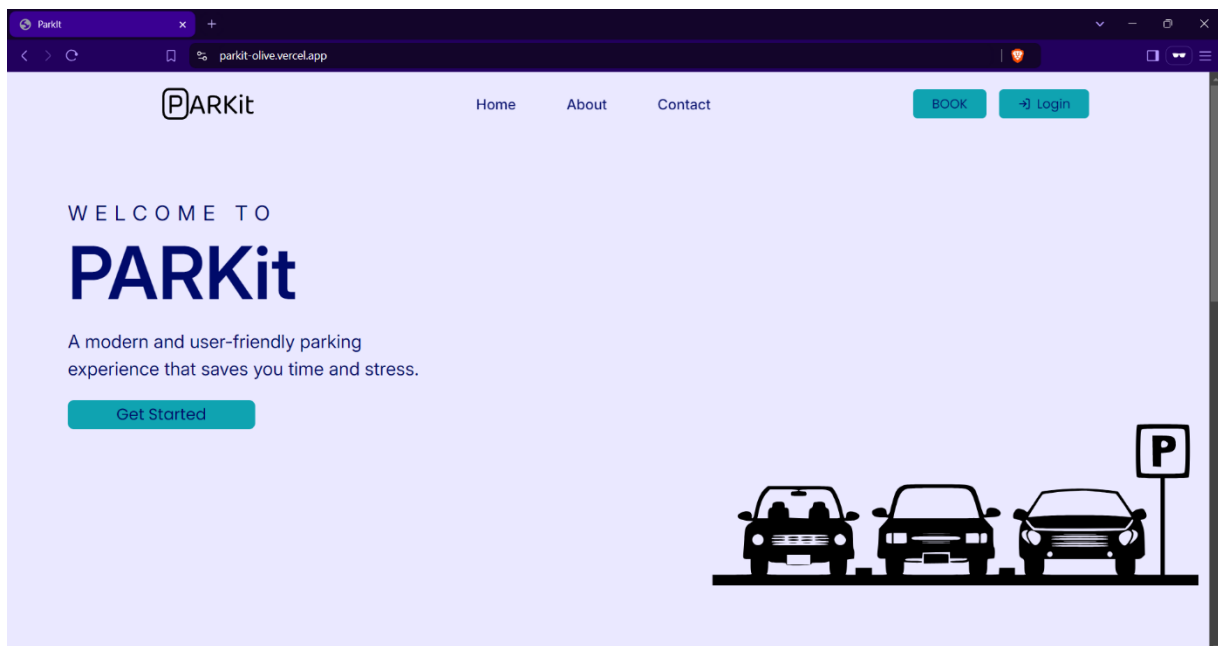 ParkIt
parkit-olive.vercel.app
PARKit
Home About Contact
BOOK Login
WELCOME TO
PARKit
A modern and user-friendly parking
experience that saves you time and stress.
Get Started
P